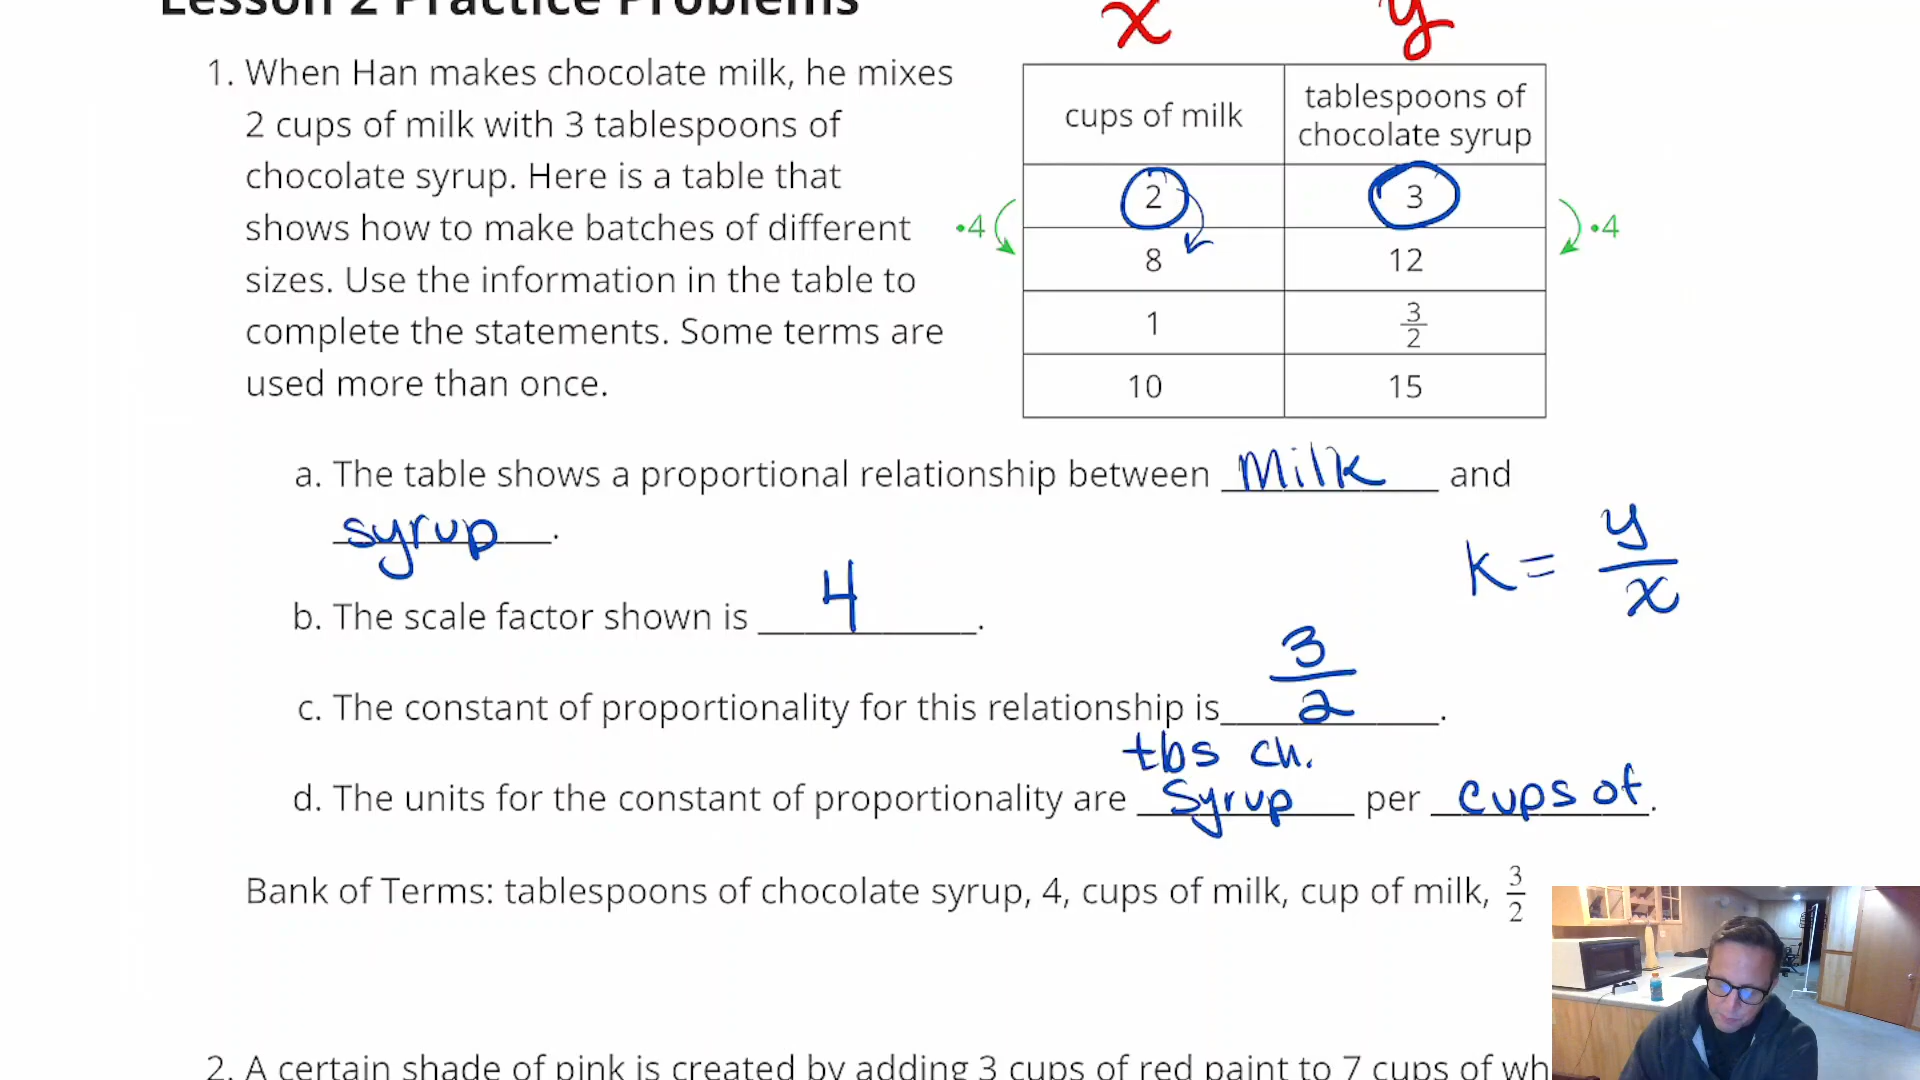 Lesson 2 Practice Problems
x y
1. When Han makes chocolate milk, he mixes
2 cups of milk with 3 tablespoons of
chocolate syrup. Here is a table that
shows how to make batches of different
sizes. Use the information in the table to
complete the statements. Some terms are
used more than once.
cups of milk
tablespoons of
chocolate syrup
2 3
•4 •4
8 12
1 3/2
10 15
a. The table shows a proportional relationship between Milk and
syrup.
k = y/x
b. The scale factor shown is 4.
c. The constant of proportionality for this relationship is 3/2.
tbs ch.
d. The units for the constant of proportionality are syrup per cups of.
Bank of Terms: tablespoons of chocolate syrup, 4, cups of milk, cup of milk, 3/2
2. A certain shade of pink is created by adding 3 cups of red paint to 7 cups of wh